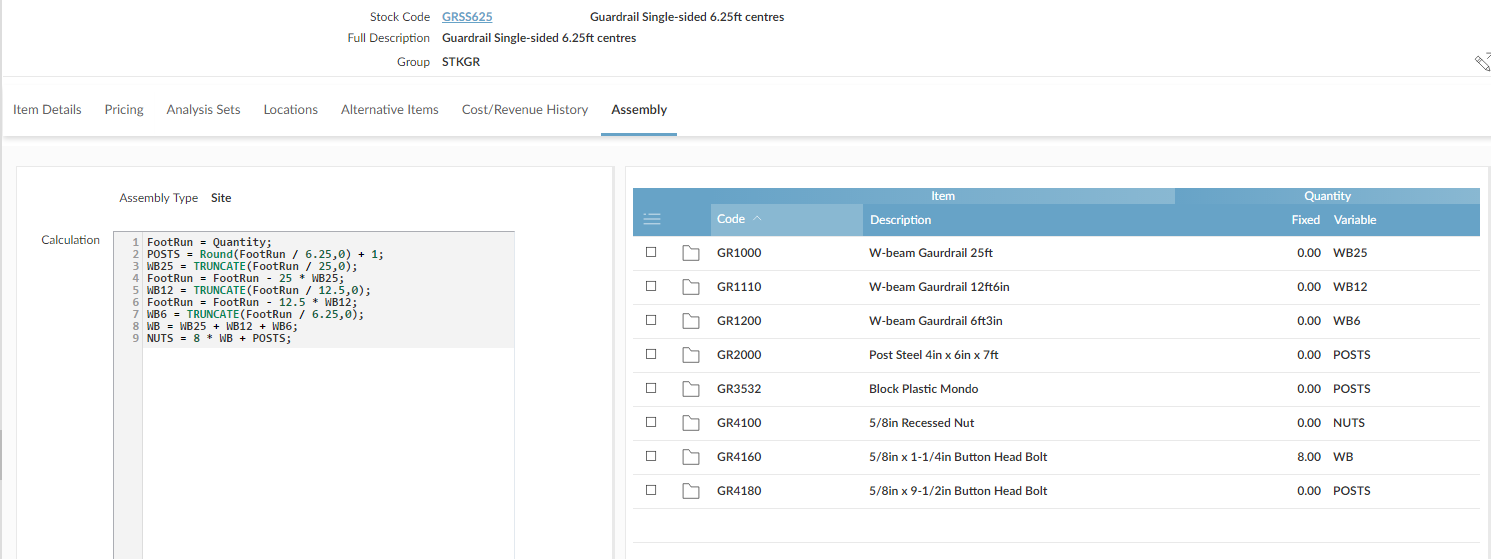 Stock Code GRSS625 Guardrail Single-sided 6.25ft centres
Full Description Guardrail Single-sided 6.25ft centres
Group STKGR
Item Details Pricing Analysis Sets Locations Alternative Items Cost/Revenue History Assembly
Assembly Type Site
Calculation
1 FootRun = Quantity;
2 POSTS = Round(FootRun / 6.25,0) + 1;
3 WB25 = TRUNCATE(FootRun / 25,0);
4 FootRun = FootRun - 25 * WB25;
5 WB12 = TRUNCATE(FootRun / 12.5,0);
6 FootRun = FootRun - 12.5 * WB12;
7 WB6 = TRUNCATE(FootRun / 6.25,0);
8 WB = WB25 + WB12 + WB6;
9 NUTS = 8 * WB + POSTS;
Item Quantity
Code Description Fixed Variable
GR1000 W-beam Gaurdrail 25ft 0.00 WB25
GR1110 W-beam Gaurdrail 12ft6in 0.00 WB12
GR1200 W-beam Gaurdrail 6ft3in 0.00 WB6
GR2000 Post Steel 4in x 6in x 7ft 0.00 POSTS
GR3532 Block Plastic Mondo 0.00 POSTS
GR4100 5/8in Recessed Nut 0.00 NUTS
GR4160 5/8in x 1-1/4in Button Head Bolt 8.00 WB
GR4180 5/8in x 9-1/2in Button Head Bolt 0.00 POSTS